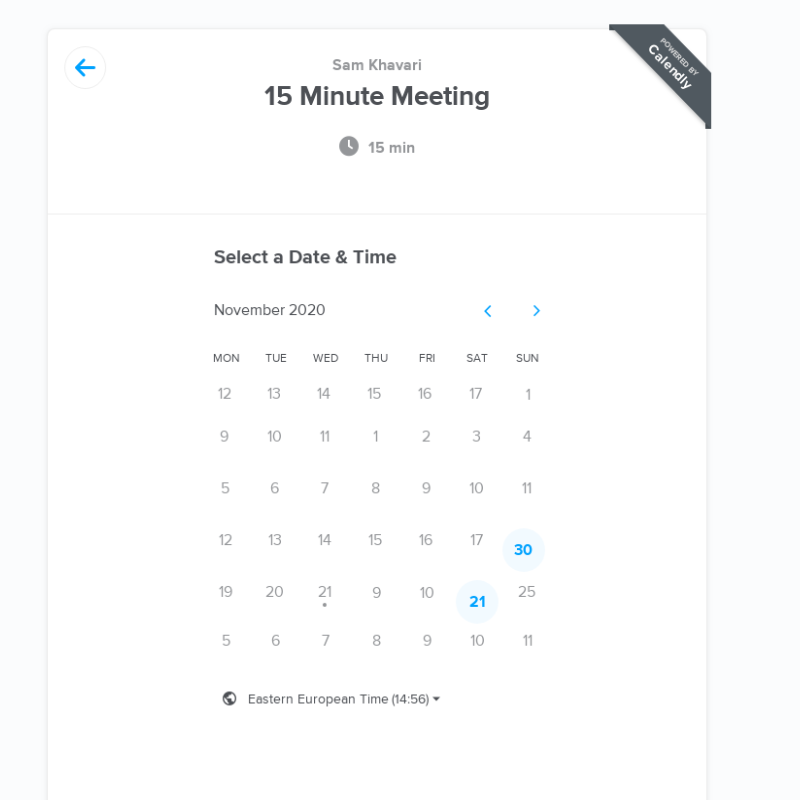 POWERED BY
Calendly
Sam Khavari
15 Minute Meeting
15 min
Select a Date & Time
November 2020
MON TUE WED THU FRI SAT SUN
12 13 14 15 16 17 1
9 10 11 1 2 3 4
5 6 7 8 9 10 11
12 13 14 15 16 17 30
19 20 21 9 10 21 25
5 6 7 8 9 10 11
Eastern European Time (14:56)